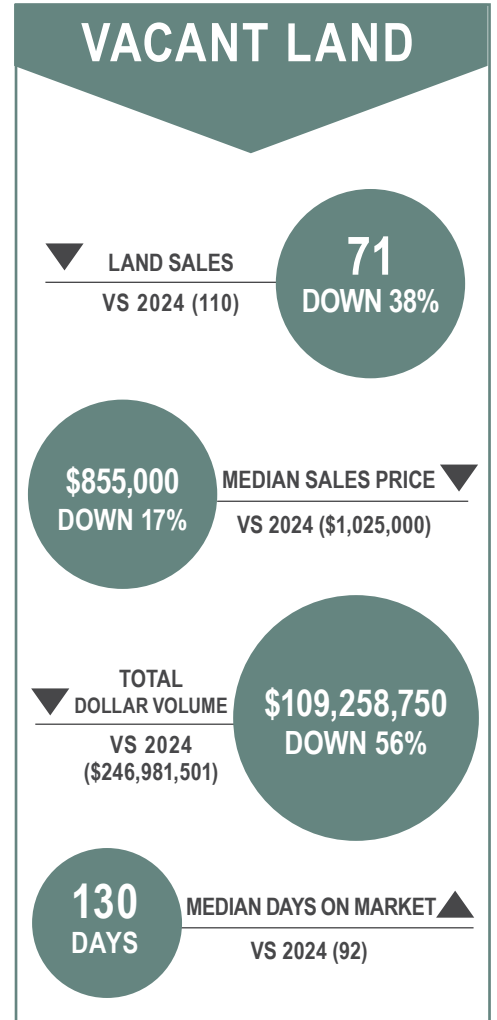 VACANT LAND
LAND SALES
VS 2024 (110)
71
DOWN 38%
$855,000
DOWN 17%
MEDIAN SALES PRICE
VS 2024 ($1,025,000)
TOTAL
DOLLAR VOLUME
VS 2024
($246,981,501)
$109,258,750
DOWN 56%
130
DAYS
MEDIAN DAYS ON MARKET
VS 2024 (92)